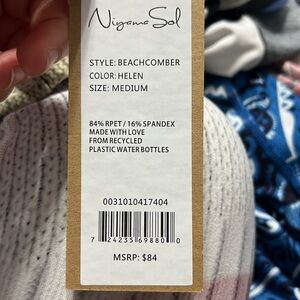 Niyama Sol
STYLE: BEACHCOMBER
COLOR: HELEN
SIZE: MEDIUM
84% RPET / 16% SPANDEX
MADE WITH LOVE
FROM RECYCLED
PLASTIC WATER BOTTLES
0031010417404
7 24235 69880 0
MSRP: $84